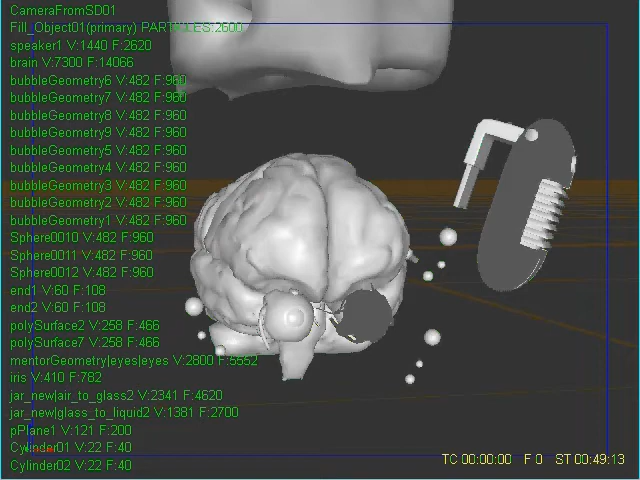 CameraFromSD01
Fill_Object01(primary) PARTICLES:2600
speaker1 V:1440 F:2620
brain V:7300 F:14066
bubbleGeometry6 V:482 F:960
bubbleGeometry7 V:482 F:960
bubbleGeometry8 V:482 F:960
bubbleGeometry9 V:482 F:960
bubbleGeometry5 V:482 F:960
bubbleGeometry4 V:482 F:960
bubbleGeometry3 V:482 F:960
bubbleGeometry2 V:482 F:960
bubbleGeometry1 V:482 F:960
Sphere0010 V:482 F:960
Sphere0011 V:482 F:960
Sphere0012 V:482 F:960
end1 V:60 F:108
end2 V:60 F:108
polySurface2 V:258 F:466
polySurface7 V:258 F:466
mentorGeometry|eyes|eyes V:2800 F:5552
iris V:410 F:782
jar_new|air_to_glass2 V:2341 F:4620
jar_new|glass_to_liquid2 V:1381 F:2700
pPlane1 V:121 F:200
Cylinder01 V:22 F:40
Cylinder02 V:22 F:40
TC 00:00:00 F 0 ST 00:49:13